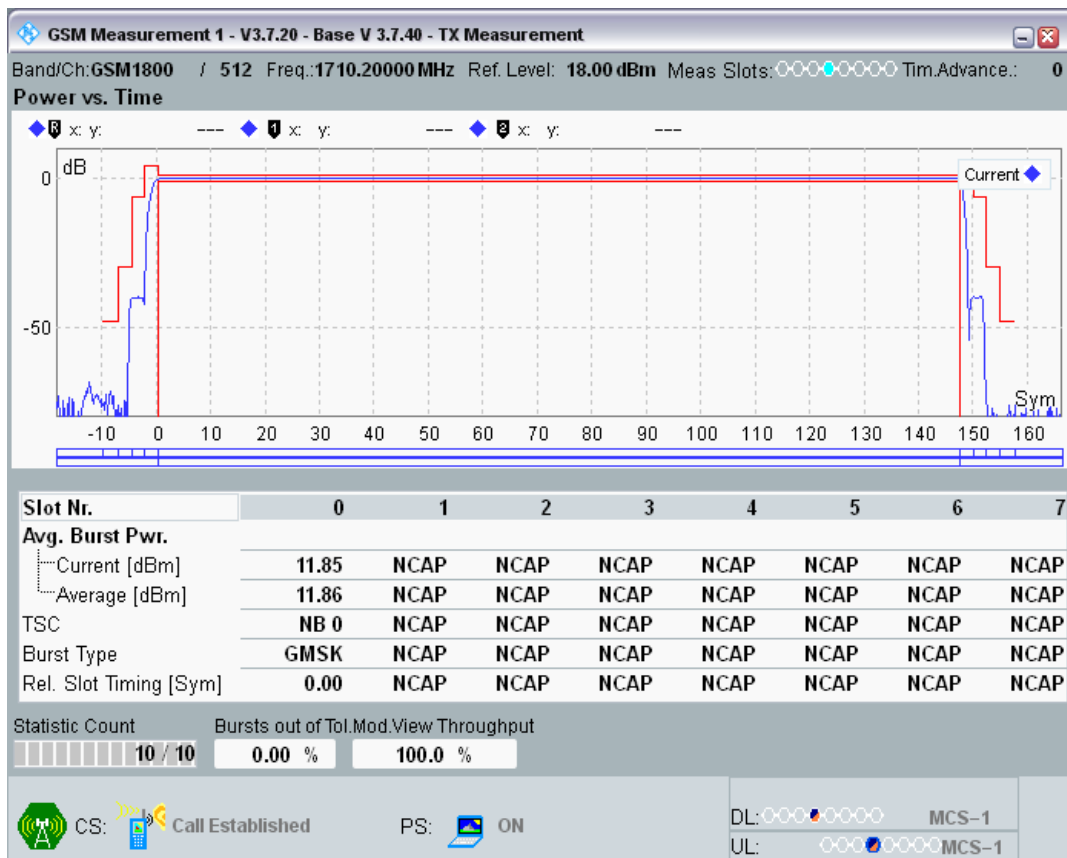 GSM Measurement 1 - V3.7.20 - Base V 3.7.40 - TX Measurement
Band/Ch:GSM1800 / 512 Freq.:1710.20000 MHz Ref. Level: 18.00 dBm Meas Slots: Tim.Advance.: 0
Power vs. Time
R x: y: --- 1 x: y: --- 2 x: y: ---
dB
0
Current
-50
Sym
-10 0 10 20 30 40 50 60 70 80 90 100 110 120 130 140 150 160
Slot Nr. 0 1 2 3 4 5 6 7
Avg. Burst Pwr.
Current [dBm] 11.85 NCAP NCAP NCAP NCAP NCAP NCAP NCAP
Average [dBm] 11.86 NCAP NCAP NCAP NCAP NCAP NCAP NCAP
TSC NB 0 NCAP NCAP NCAP NCAP NCAP NCAP NCAP
Burst Type GMSK NCAP NCAP NCAP NCAP NCAP NCAP NCAP
Rel. Slot Timing [Sym] 0.00 NCAP NCAP NCAP NCAP NCAP NCAP NCAP
Statistic Count Bursts out of Tol.Mod.View Throughput
10 / 10 0.00 % 100.0 %
CS: Call Established PS: ON
DL: MCS-1
UL: MCS-1